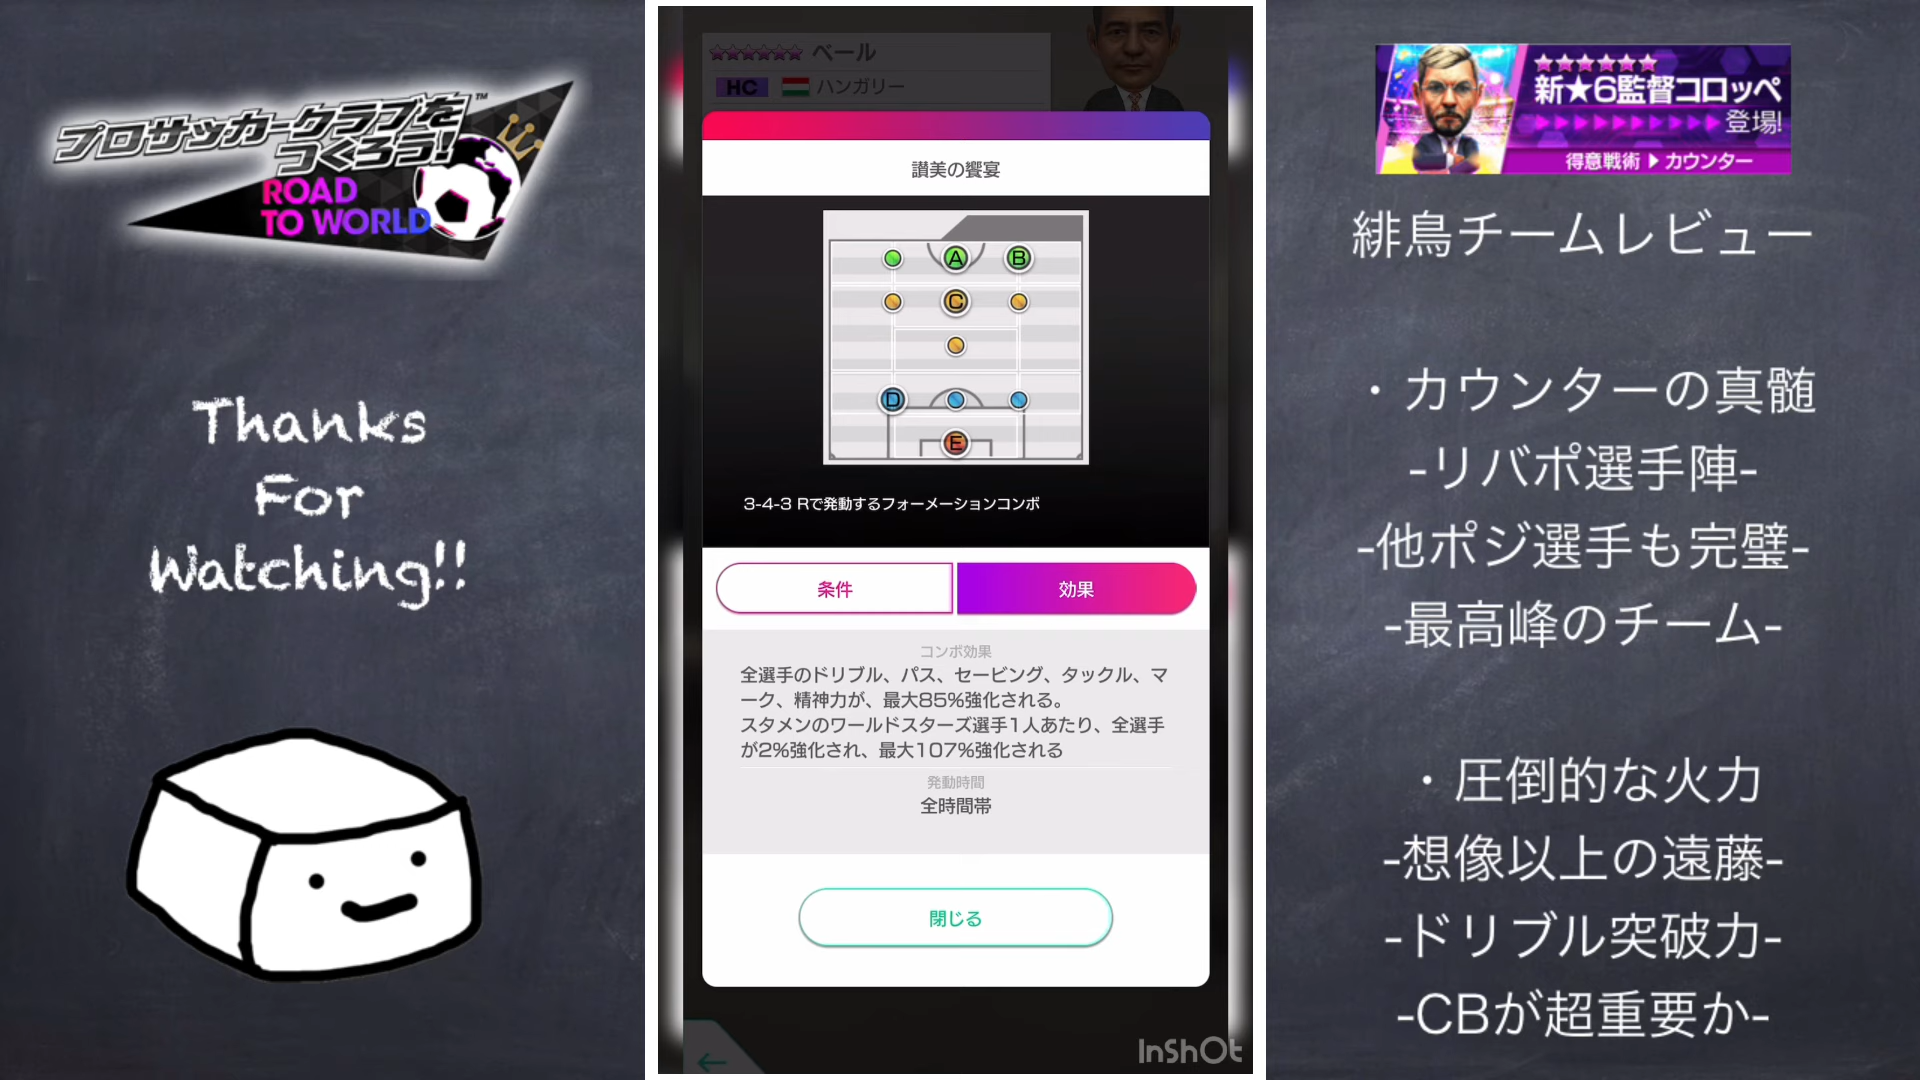 プロサッカークラブを
つくろう!
™
ROAD
TO WORLD
Thanks
For
Watching!!
ベール
HC ハンガリー
讃美の饗宴
A B
C
D
E
3-4-3 Rで発動するフォーメーションコンボ
条件 効果
コンボ効果
全選手のドリブル、パス、セービング、タックル、マ
ーク、精神力が、最大85%強化される。
スタメンのワールドスターズ選手1人あたり、全選手
が2%強化され、最大107%強化される
発動時間
全時間帯
閉じる
InShOt
新★6監督コロッペ
登場!
得意戦術▶カウンター
緋鳥チームレビュー
・カウンターの真髄
-リバポ選手陣-
-他ポジ選手も完璧-
-最高峰のチーム-
・圧倒的な火力
-想像以上の遠藤-
-ドリブル突破力-
-CBが超重要か-